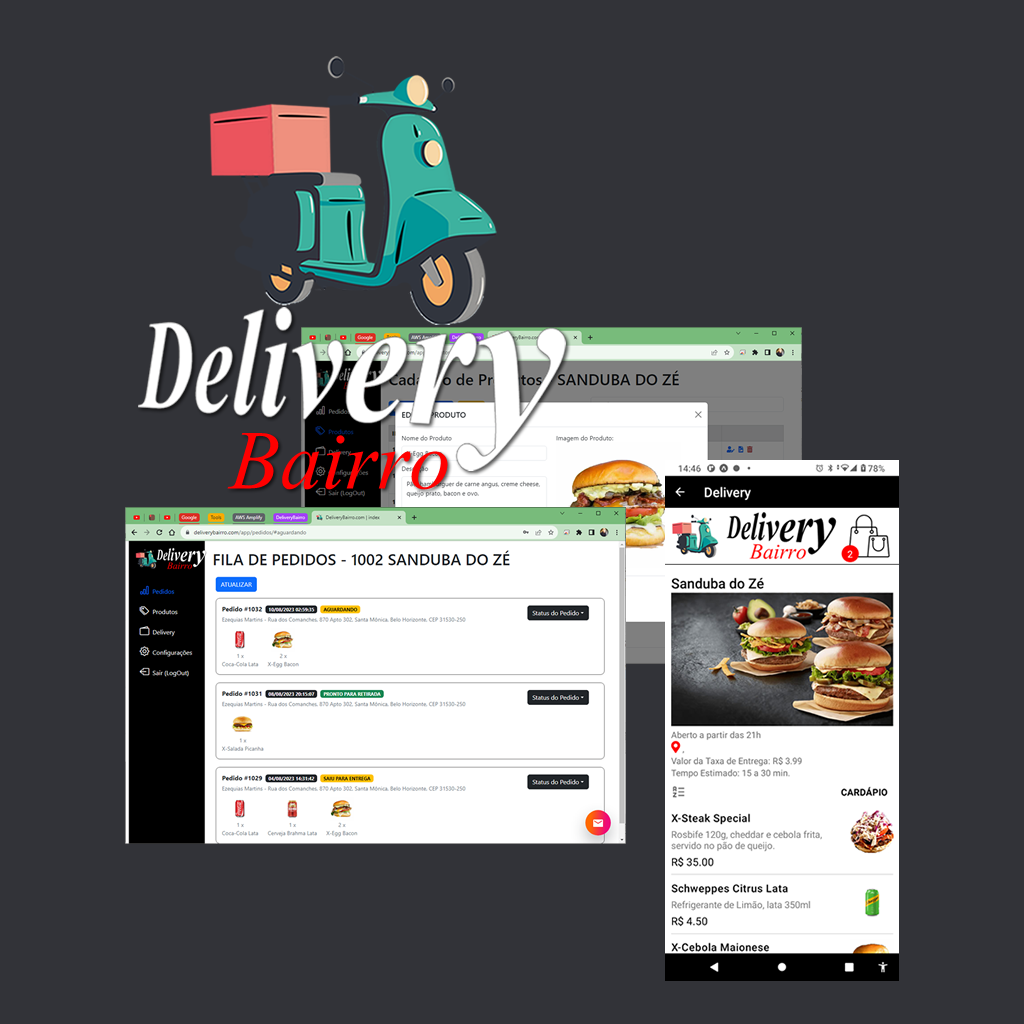 Delivery
Bairro
Google
Tools
AWS Amplify
Cadastro de Produtos - SANDUBA DO ZÉ
PRODUTO
Nome do Produto
Imagem do Produto:
X-Egg Bacon
Descrição
Pão, hambúrguer de carne angus, creme cheese,
queijo prato, bacon e ovo.
Pedidos
Produtos
Delivery
Configurações
Sair (LogOut)
Google
Tools
AWS Amplify
DeliveryBairro
DeliveryBairro.com | index
deliverybairro.com/app/pedidos/#aguardando
Delivery
Bairro
Pedidos
Produtos
Delivery
Configurações
Sair (LogOut)
FILA DE PEDIDOS - 1002 SANDUBA DO ZÉ
ATUALIZAR
Pedido #1032 10/08/2023 02:59:35 AGUARDANDO
Status do Pedido
Ezequias Martins - Rua dos Comanches, 870 Apto 302, Santa Mônica, Belo Horizonte, CEP 31530-250
1 x
Coca-Cola Lata
2 x
X-Egg Bacon
Pedido #1031 08/08/2023 20:15:07 PRONTO PARA RETIRADA
Status do Pedido
Ezequias Martins - Rua dos Comanches, 870 Apto 302, Santa Mônica, Belo Horizonte, CEP 31530-250
1 x
X-Salada Picanha
Pedido #1029 04/08/2023 14:31:42 SAIU PARA ENTREGA
Status do Pedido
Ezequias Martins - Rua dos Comanches, 870 Apto 302, Santa Mônica, Belo Horizonte, CEP 31530-250
1 x
Coca-Cola Lata
1 x
Cerveja Brahma Lata
2 x
X-Egg Bacon
14:46
78%
Delivery
Delivery
Bairro
2
Sanduba do Zé
Aberto a partir das 21h
,
Valor da Taxa de Entrega: R$ 3.99
Tempo Estimado: 15 a 30 min.
CARDÁPIO
X-Steak Special
Rosbife 120g, cheddar e cebola frita,
servido no pão de queijo.
R$ 35.00
Schweppes Citrus Lata
Refrigerante de Limão, lata 350ml
R$ 4.50
X-Cebola Maionese